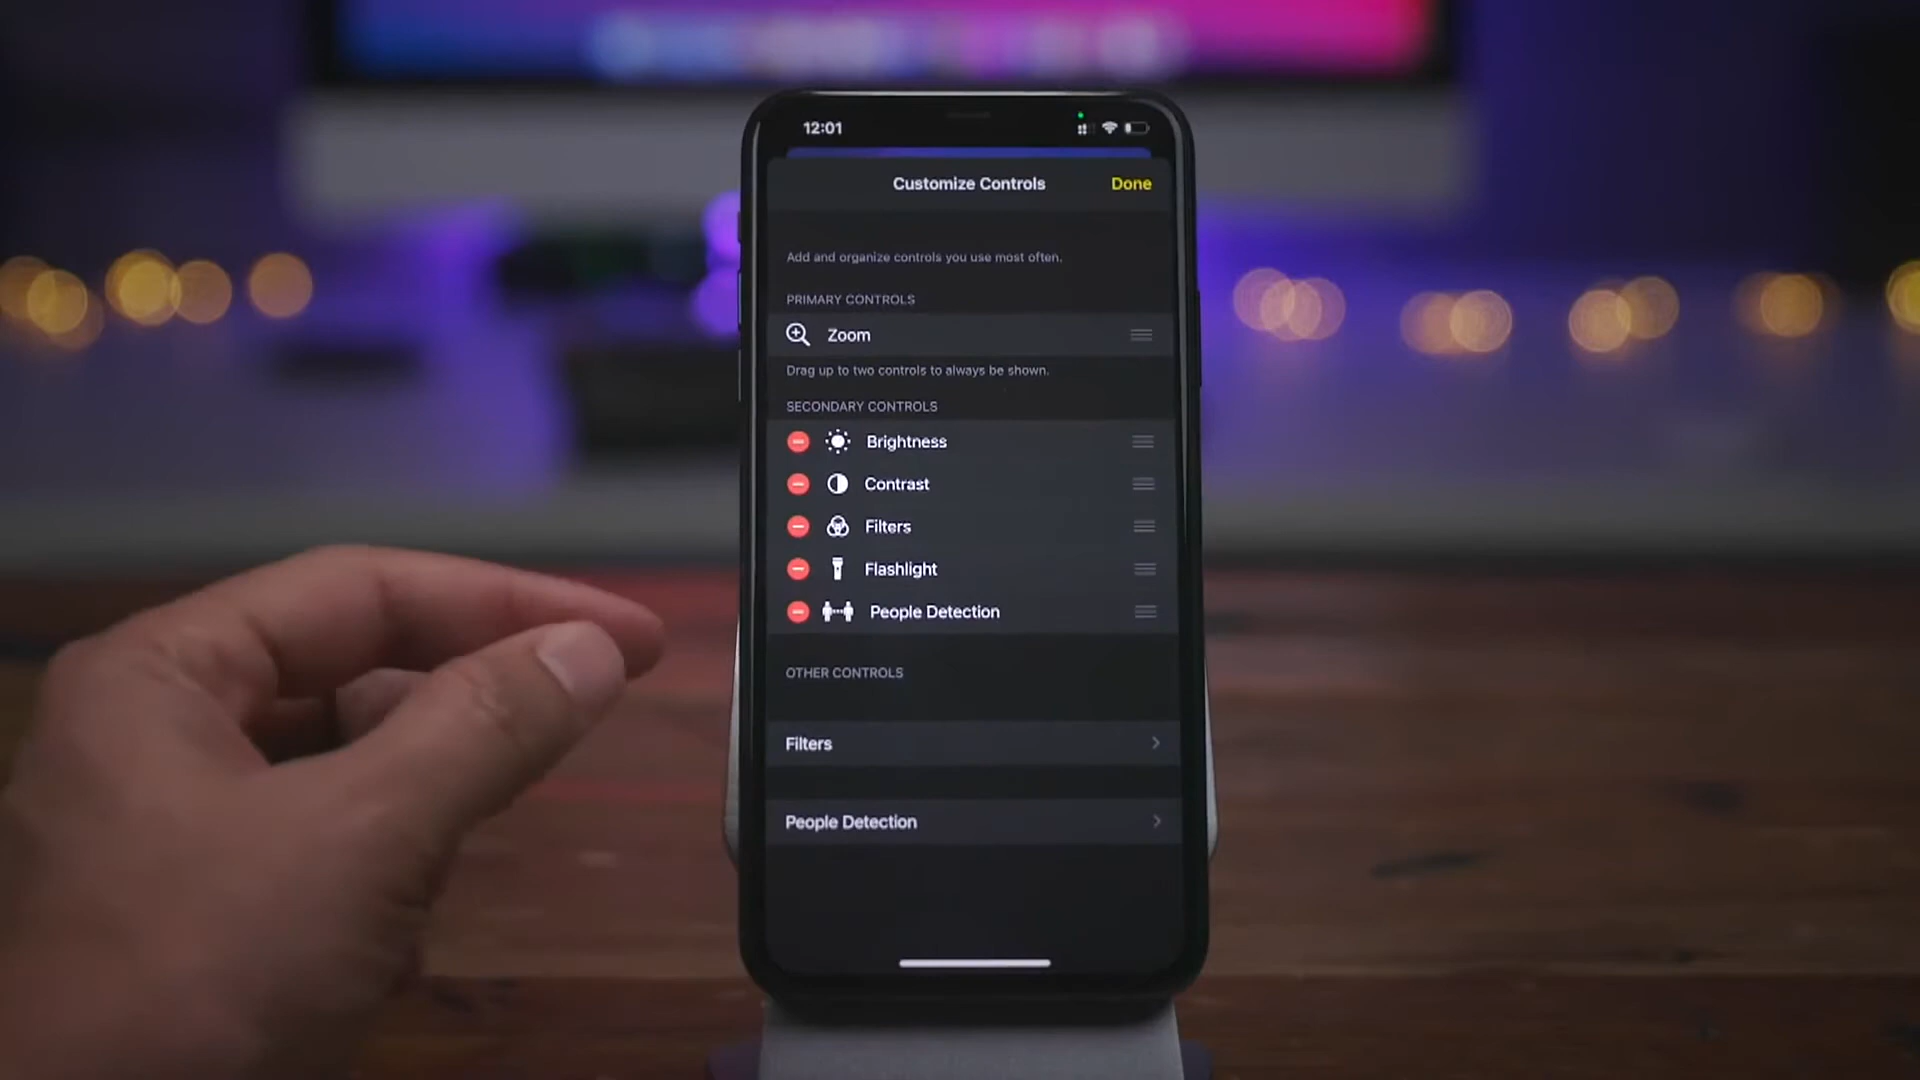 12:01
Customize Controls
Done
Add and organize controls you use most often.
PRIMARY CONTROLS
Zoom
Drag up to two controls to always be shown.
SECONDARY CONTROLS
Brightness
Contrast
Filters
Flashlight
People Detection
OTHER CONTROLS
Filters
People Detection